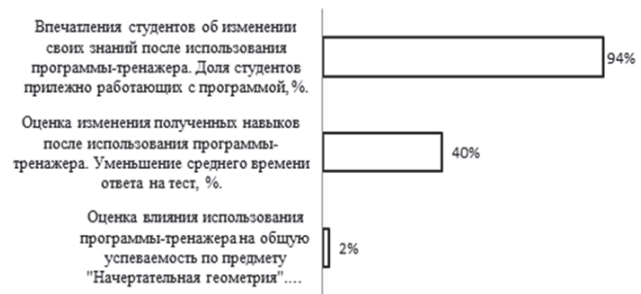 Впечатления студентов об изменении
своих знаний после использования
программы-тренажера. Доля студентов
прилежно работающих с программой, %.
94%
Оценка изменения полученных навыков
после использования программы-
тренажера. Уменьшение среднего времени
ответа на тест, %.
40%
Оценка влияния использования
программы-тренажера на общую
успеваемость по предмету
"Начертательная геометрия"….
2%